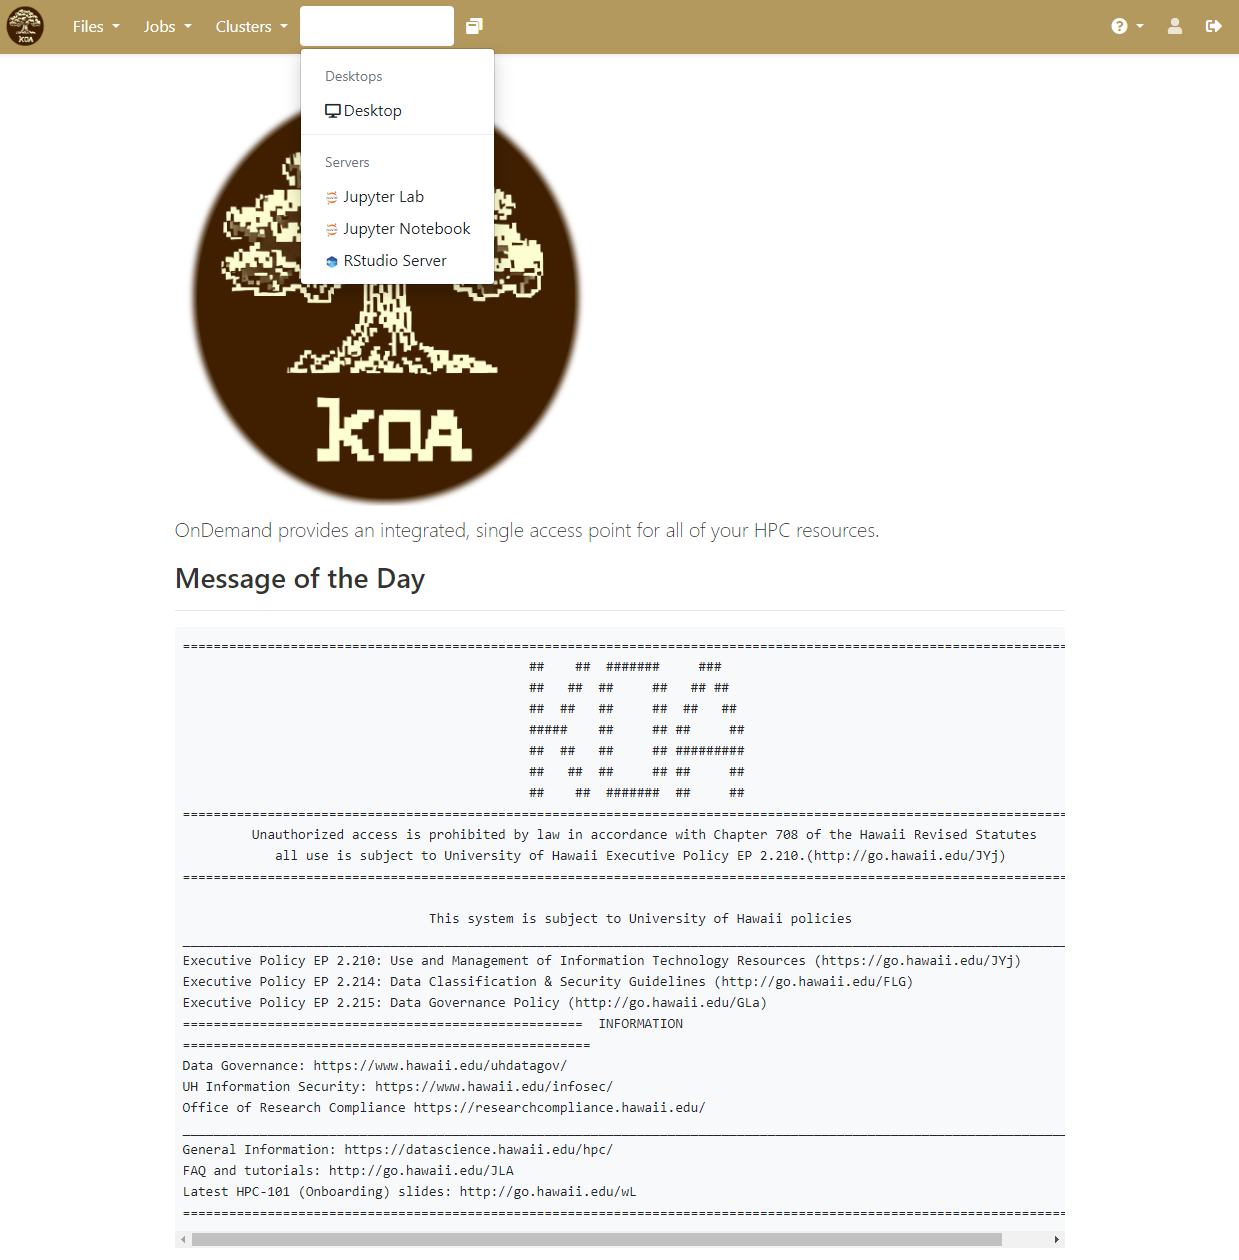 KOA
Files
Jobs
Clusters
Desktops
Desktop
Servers
Jupyter Lab
Jupyter Notebook
RStudio Server
KOA
OnDemand provides an integrated, single access point for all of your HPC resources.
Message of the Day
===================================================================================================================
##    ##  #######     ###
##   ##  ##     ##   ## ##
##  ##   ##     ##  ##   ##
#####    ##     ## ##     ##
##  ##   ##     ## #########
##   ##  ##     ## ##     ##
##    ##  #######  ##     ##
===================================================================================================================
Unauthorized access is prohibited by law in accordance with Chapter 708 of the Hawaii Revised Statutes
all use is subject to University of Hawaii Executive Policy EP 2.210.(http://go.hawaii.edu/JYj)
===================================================================================================================
This system is subject to University of Hawaii policies
___________________________________________________________________________________________________________________
Executive Policy EP 2.210: Use and Management of Information Technology Resources (https://go.hawaii.edu/JYj)
Executive Policy EP 2.214: Data Classification & Security Guidelines (http://go.hawaii.edu/FLG)
Executive Policy EP 2.215: Data Governance Policy (http://go.hawaii.edu/GLa)
====================================================  INFORMATION
=====================================================
Data Governance: https://www.hawaii.edu/uhdatagov/
UH Information Security: https://www.hawaii.edu/infosec/
Office of Research Compliance https://researchcompliance.hawaii.edu/
___________________________________________________________________________________________________________________
General Information: https://datascience.hawaii.edu/hpc/
FAQ and tutorials: http://go.hawaii.edu/JLA
Latest HPC-101 (Onboarding) slides: http://go.hawaii.edu/wL
===================================================================================================================